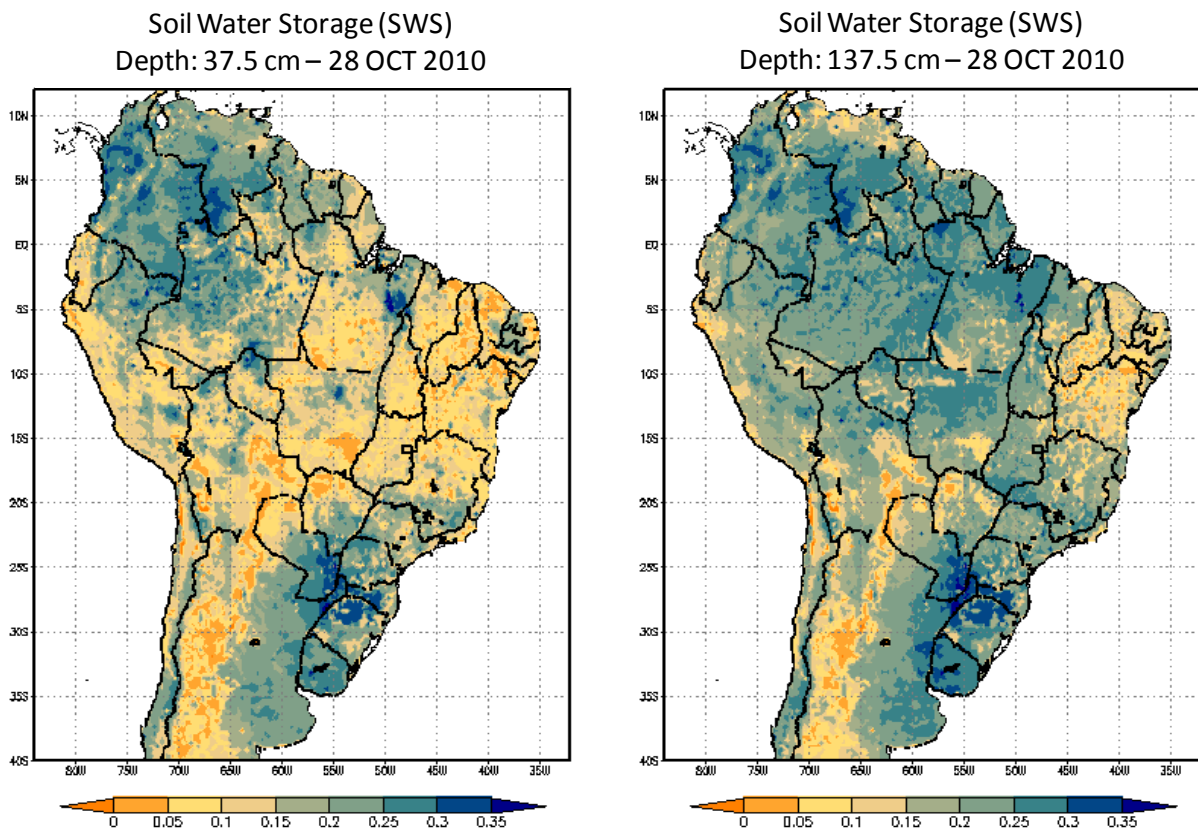 Soil Water Storage (SWS)
Depth: 37.5 cm – 28 OCT 2010
10N
5N
EQ
5S
10S
15S
20S
25S
30S
35S
40S
80W 75W 70W 65W 60W 55W 50W 45W 40W 35W
0 0.05 0.1 0.15 0.2 0.25 0.3 0.35
Soil Water Storage (SWS)
Depth: 137.5 cm – 28 OCT 2010
10N
5N
EQ
5S
10S
15S
20S
25S
30S
35S
40S
80W 75W 70W 65W 60W 55W 50W 45W 40W 35W
0 0.05 0.1 0.15 0.2 0.25 0.3 0.35